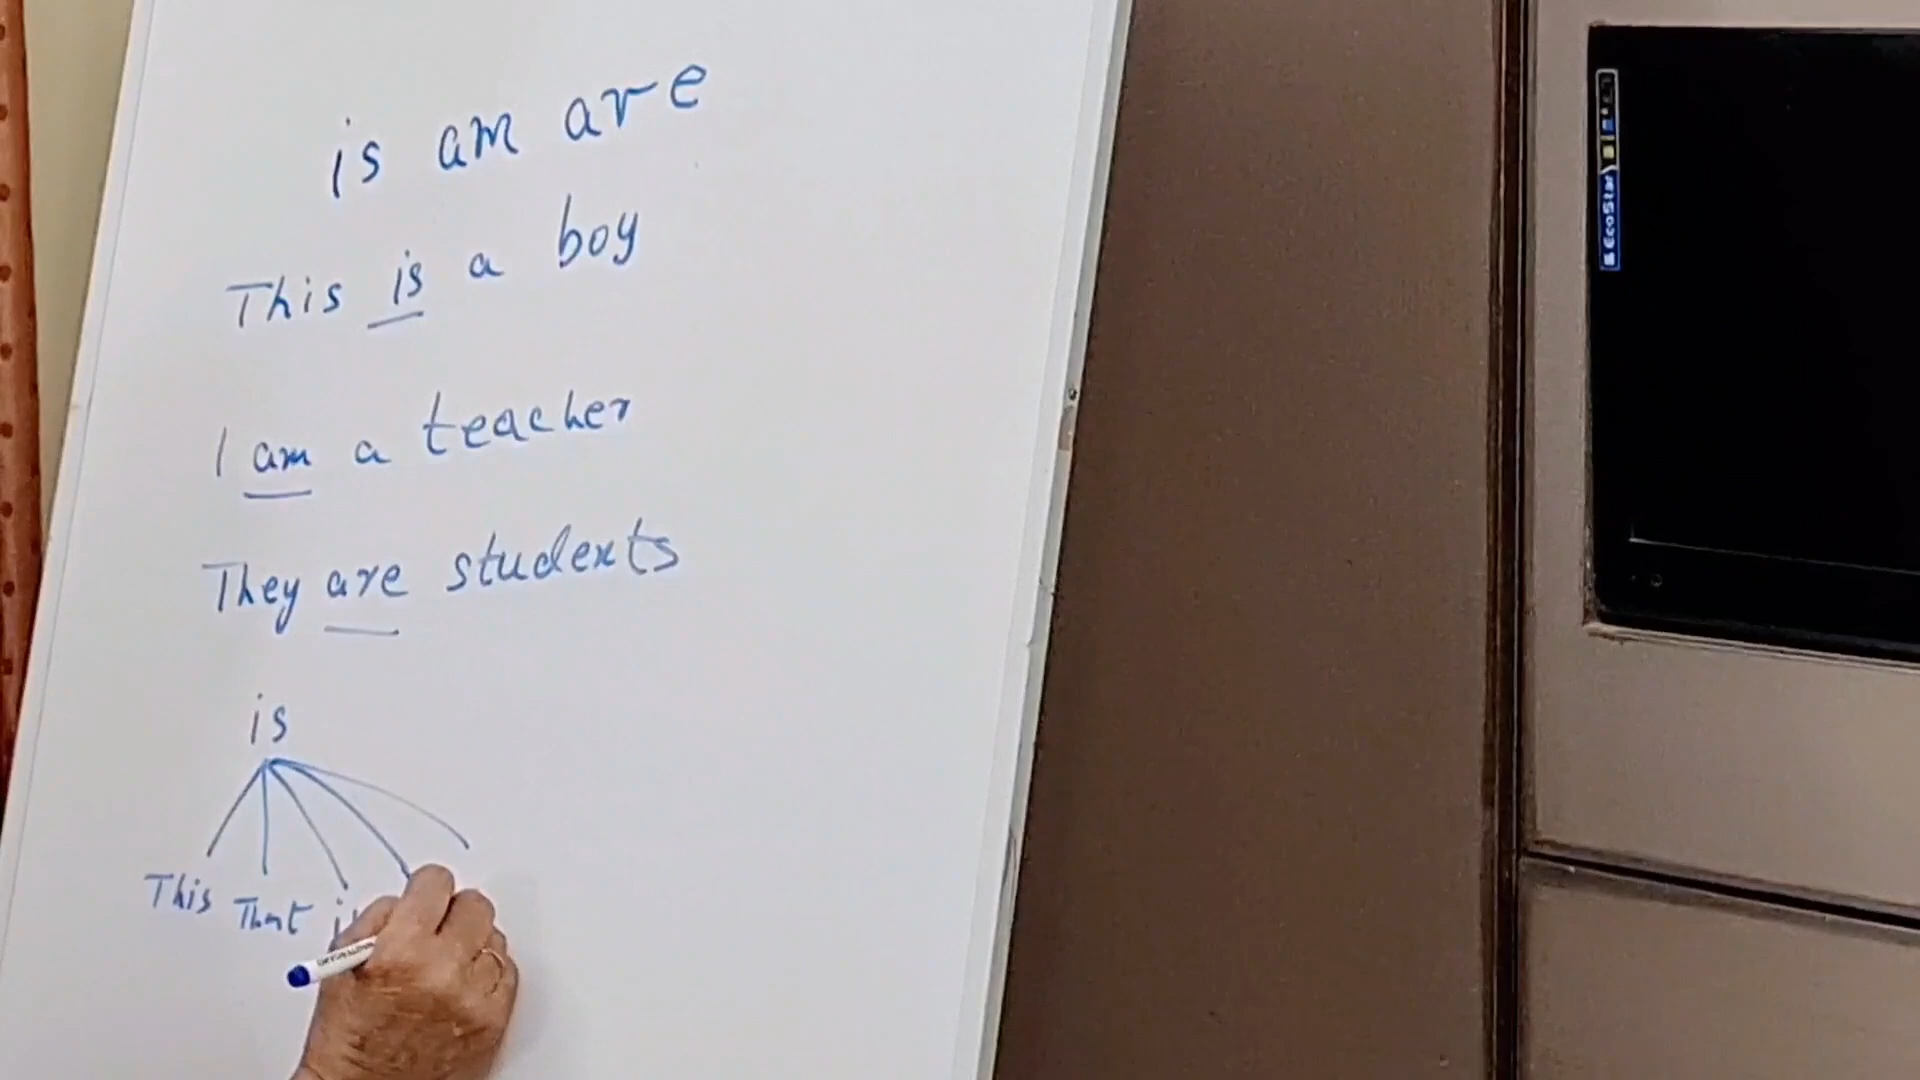 is am are
This is a boy
I am a teacher
They are students
is
This That
EcoStar